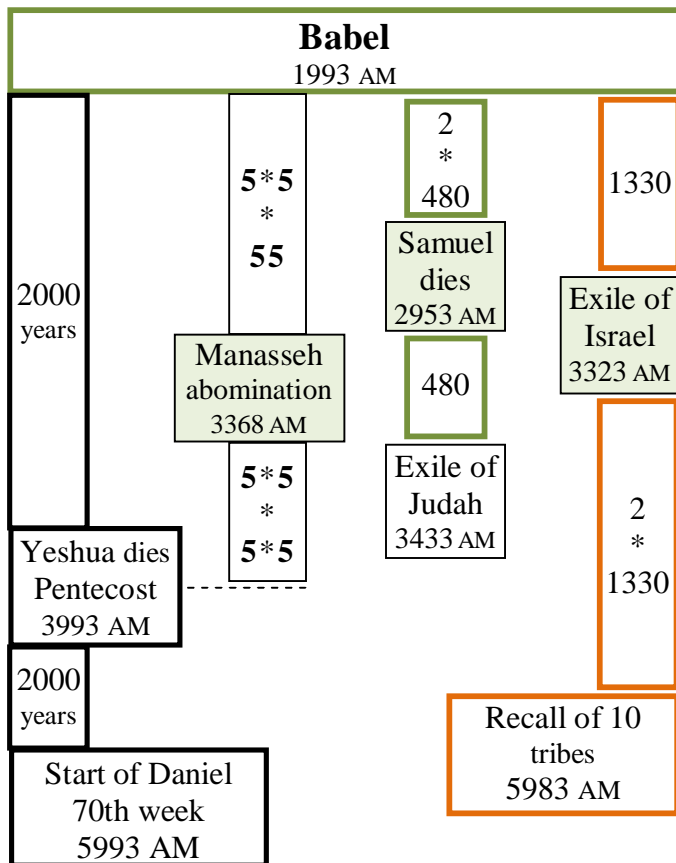 Babel
1993 AM
2000
years
Yeshua dies
Pentecost
3993 AM
2000
years
Start of Daniel
70th week
5993 AM
5*5
*
55
Manasseh
abomination
3368 AM
5*5
*
5*5
2
*
480
Samuel
dies
2953 AM
480
Exile of
Judah
3433 AM
1330
Exile of
Israel
3323 AM
2
*
1330
Recall of 10
tribes
5983 AM